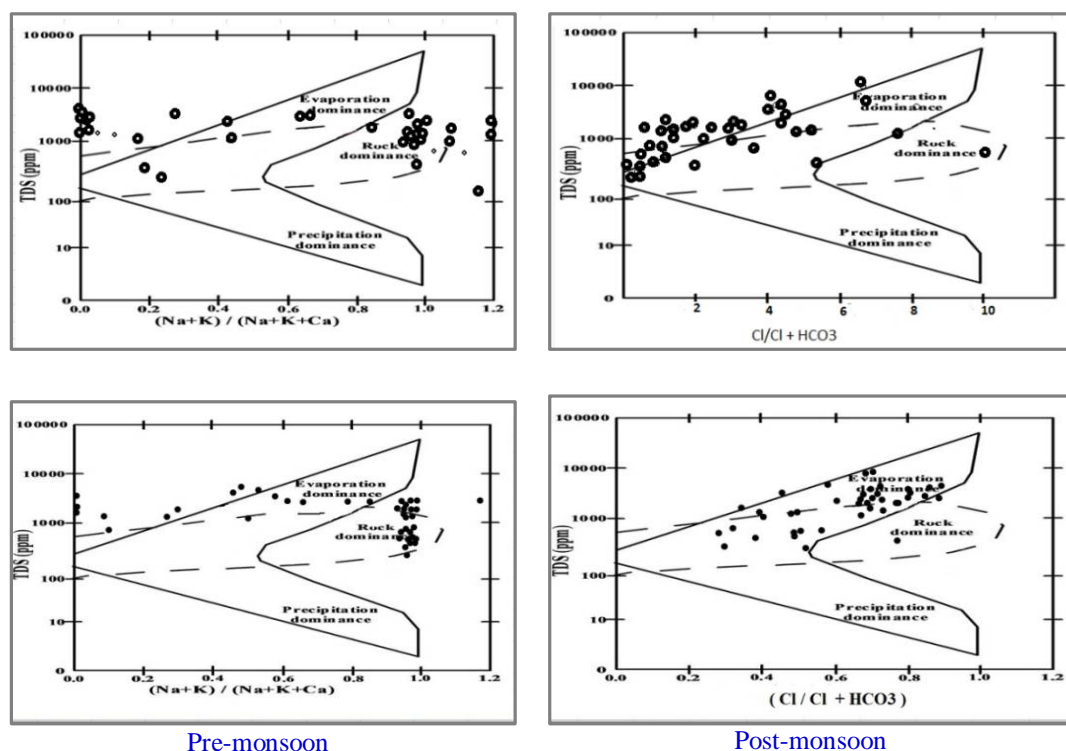 100000
10000
1000
100
10
0
TDS (ppm)
Evaporation
dominance
Rock
dominance
Precipitation
dominance
0.0 0.2 0.4 0.6 0.8 1.0 1.2
(Na+K) / (Na+K+Ca)
100000
10000
1000
100
10
0
TDS (ppm)
Evaporation
dominance
Rock
dominance
Precipitation
dominance
2 4 6 8 10
Cl/Cl + HCO3
100000
10000
1000
100
10
0
TDS (ppm)
Evaporation
dominance
Rock
dominance
Precipitation
dominance
0.0 0.2 0.4 0.6 0.8 1.0 1.2
(Na+K) / (Na+K+Ca)
Pre-monsoon
100000
10000
1000
100
10
0
TDS (ppm)
Evaporation
dominance
Rock
dominance
Precipitation
dominance
0.0 0.2 0.4 0.6 0.8 1.0 1.2
( Cl / Cl + HCO3 )
Post-monsoon